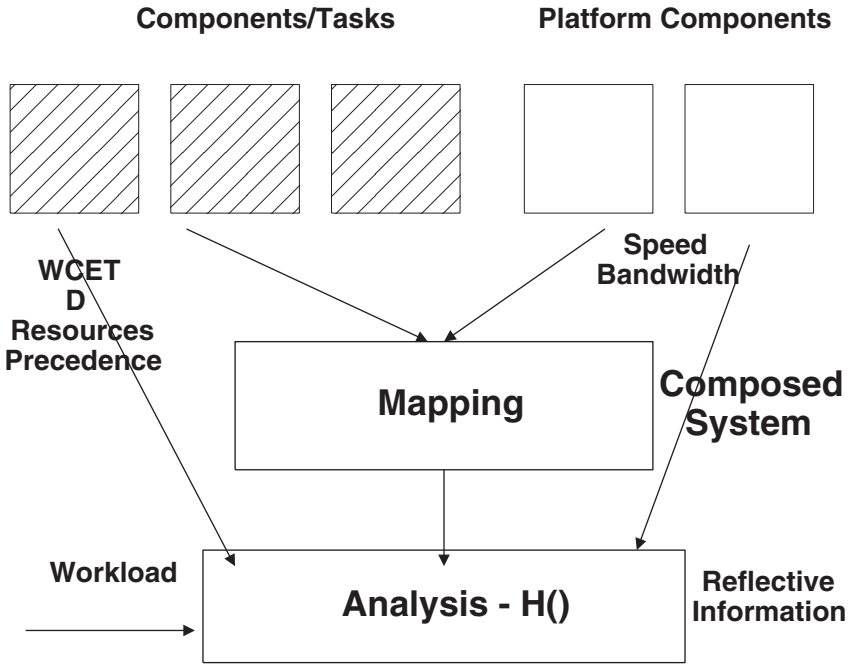 Components/Tasks
Platform Components
WCET
D
Resources
Precedence
Speed
Bandwidth
Mapping
Composed
System
Workload
Analysis - H()
Reflective
Information